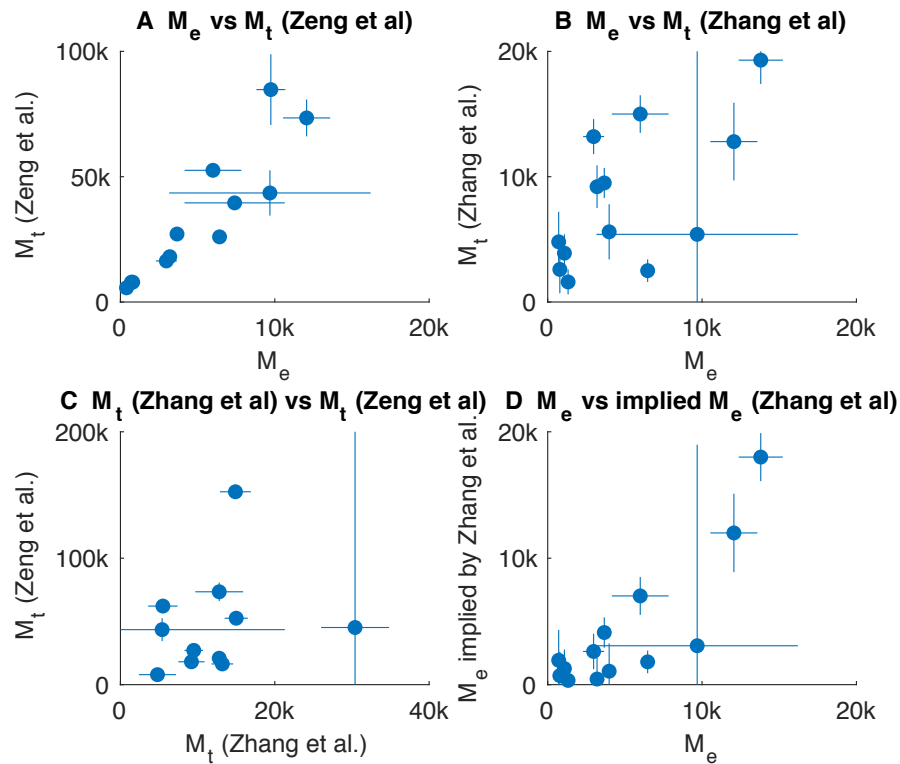 A  M_e vs M_t (Zeng et al)
M_t (Zeng et al.)
100k
50k
0
0
10k
20k
M_e
B  M_e vs M_t (Zhang et al)
M_t (Zhang et al.)
20k
10k
0
0
10k
20k
M_e
C  M_t (Zhang et al) vs M_t (Zeng et al)
M_t (Zeng et al.)
200k
100k
0
0
20k
40k
M_t (Zhang et al.)
D  M_e vs implied M_e (Zhang et al)
M_e implied by Zhang et al.
20k
10k
0
0
10k
20k
M_e